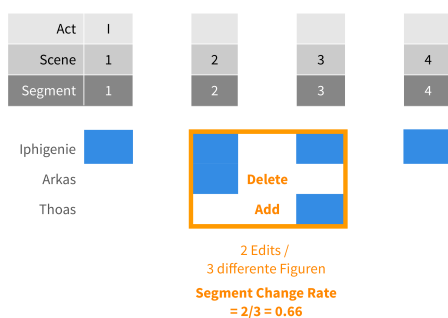 Act I
Scene 1 2 3 4
Segment 1 2 3 4
Iphigenie
Arkas Delete
Thoas Add
2 Edits /
3 differente Figuren
Segment Change Rate
= 2/3 = 0.66